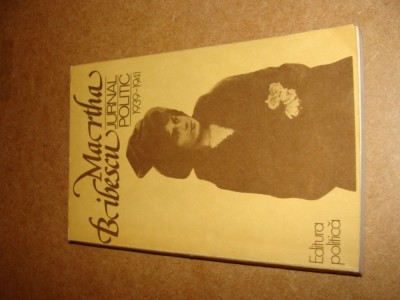 Martha
Bibescu
JURNAL
POLITIC
1939-1941
Editura
politică